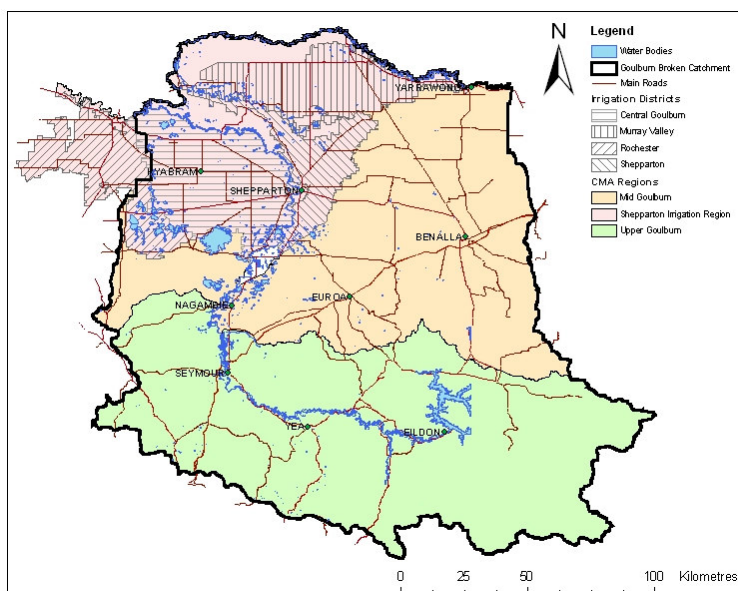 N
Legend
Water Bodies
Goulburn Broken Catchment
Main Roads
Irrigation Districts
Central Goulburn
Murray Valley
Rochester
Shepparton
CMA Regions
Mid Goulburn
Shepparton Irrigation Region
Upper Goulburn
YARRAWONGA
KYABRAM
SHEPPARTON
BENALLA
NAGAMBIE
EUROA
SEYMOUR
YEA
EILDON
0 25 50 100 Kilometres